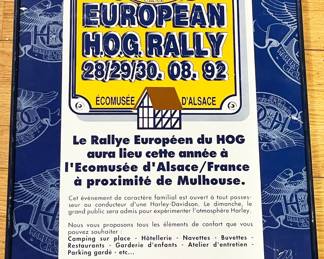 EUROPEAN
H.O.G. RALLY
28/29/30. 08. 92
ÉCOMUSÉE D'ALSACE
Le Rallye Européen du HOG
aura lieu cette année à
l'Ecomusée d'Alsace/France
à proximité de Mulhouse.
Cet événement de caractère familial est ouvert à tout posses-
seur ou conducteur d'une Harley-Davidson. Le dimanche, le
grand public sera admis pour expérimenter l'atmosphère Harley.
Nous vous proposons tous les éléments de confort que vous
pouvez souhaiter :
Camping sur place - Hôtellerie - Navettes - Buvettes -
Restaurants - Garderie d'enfants - Atelier d'entretien -
Parking gardé - etc...